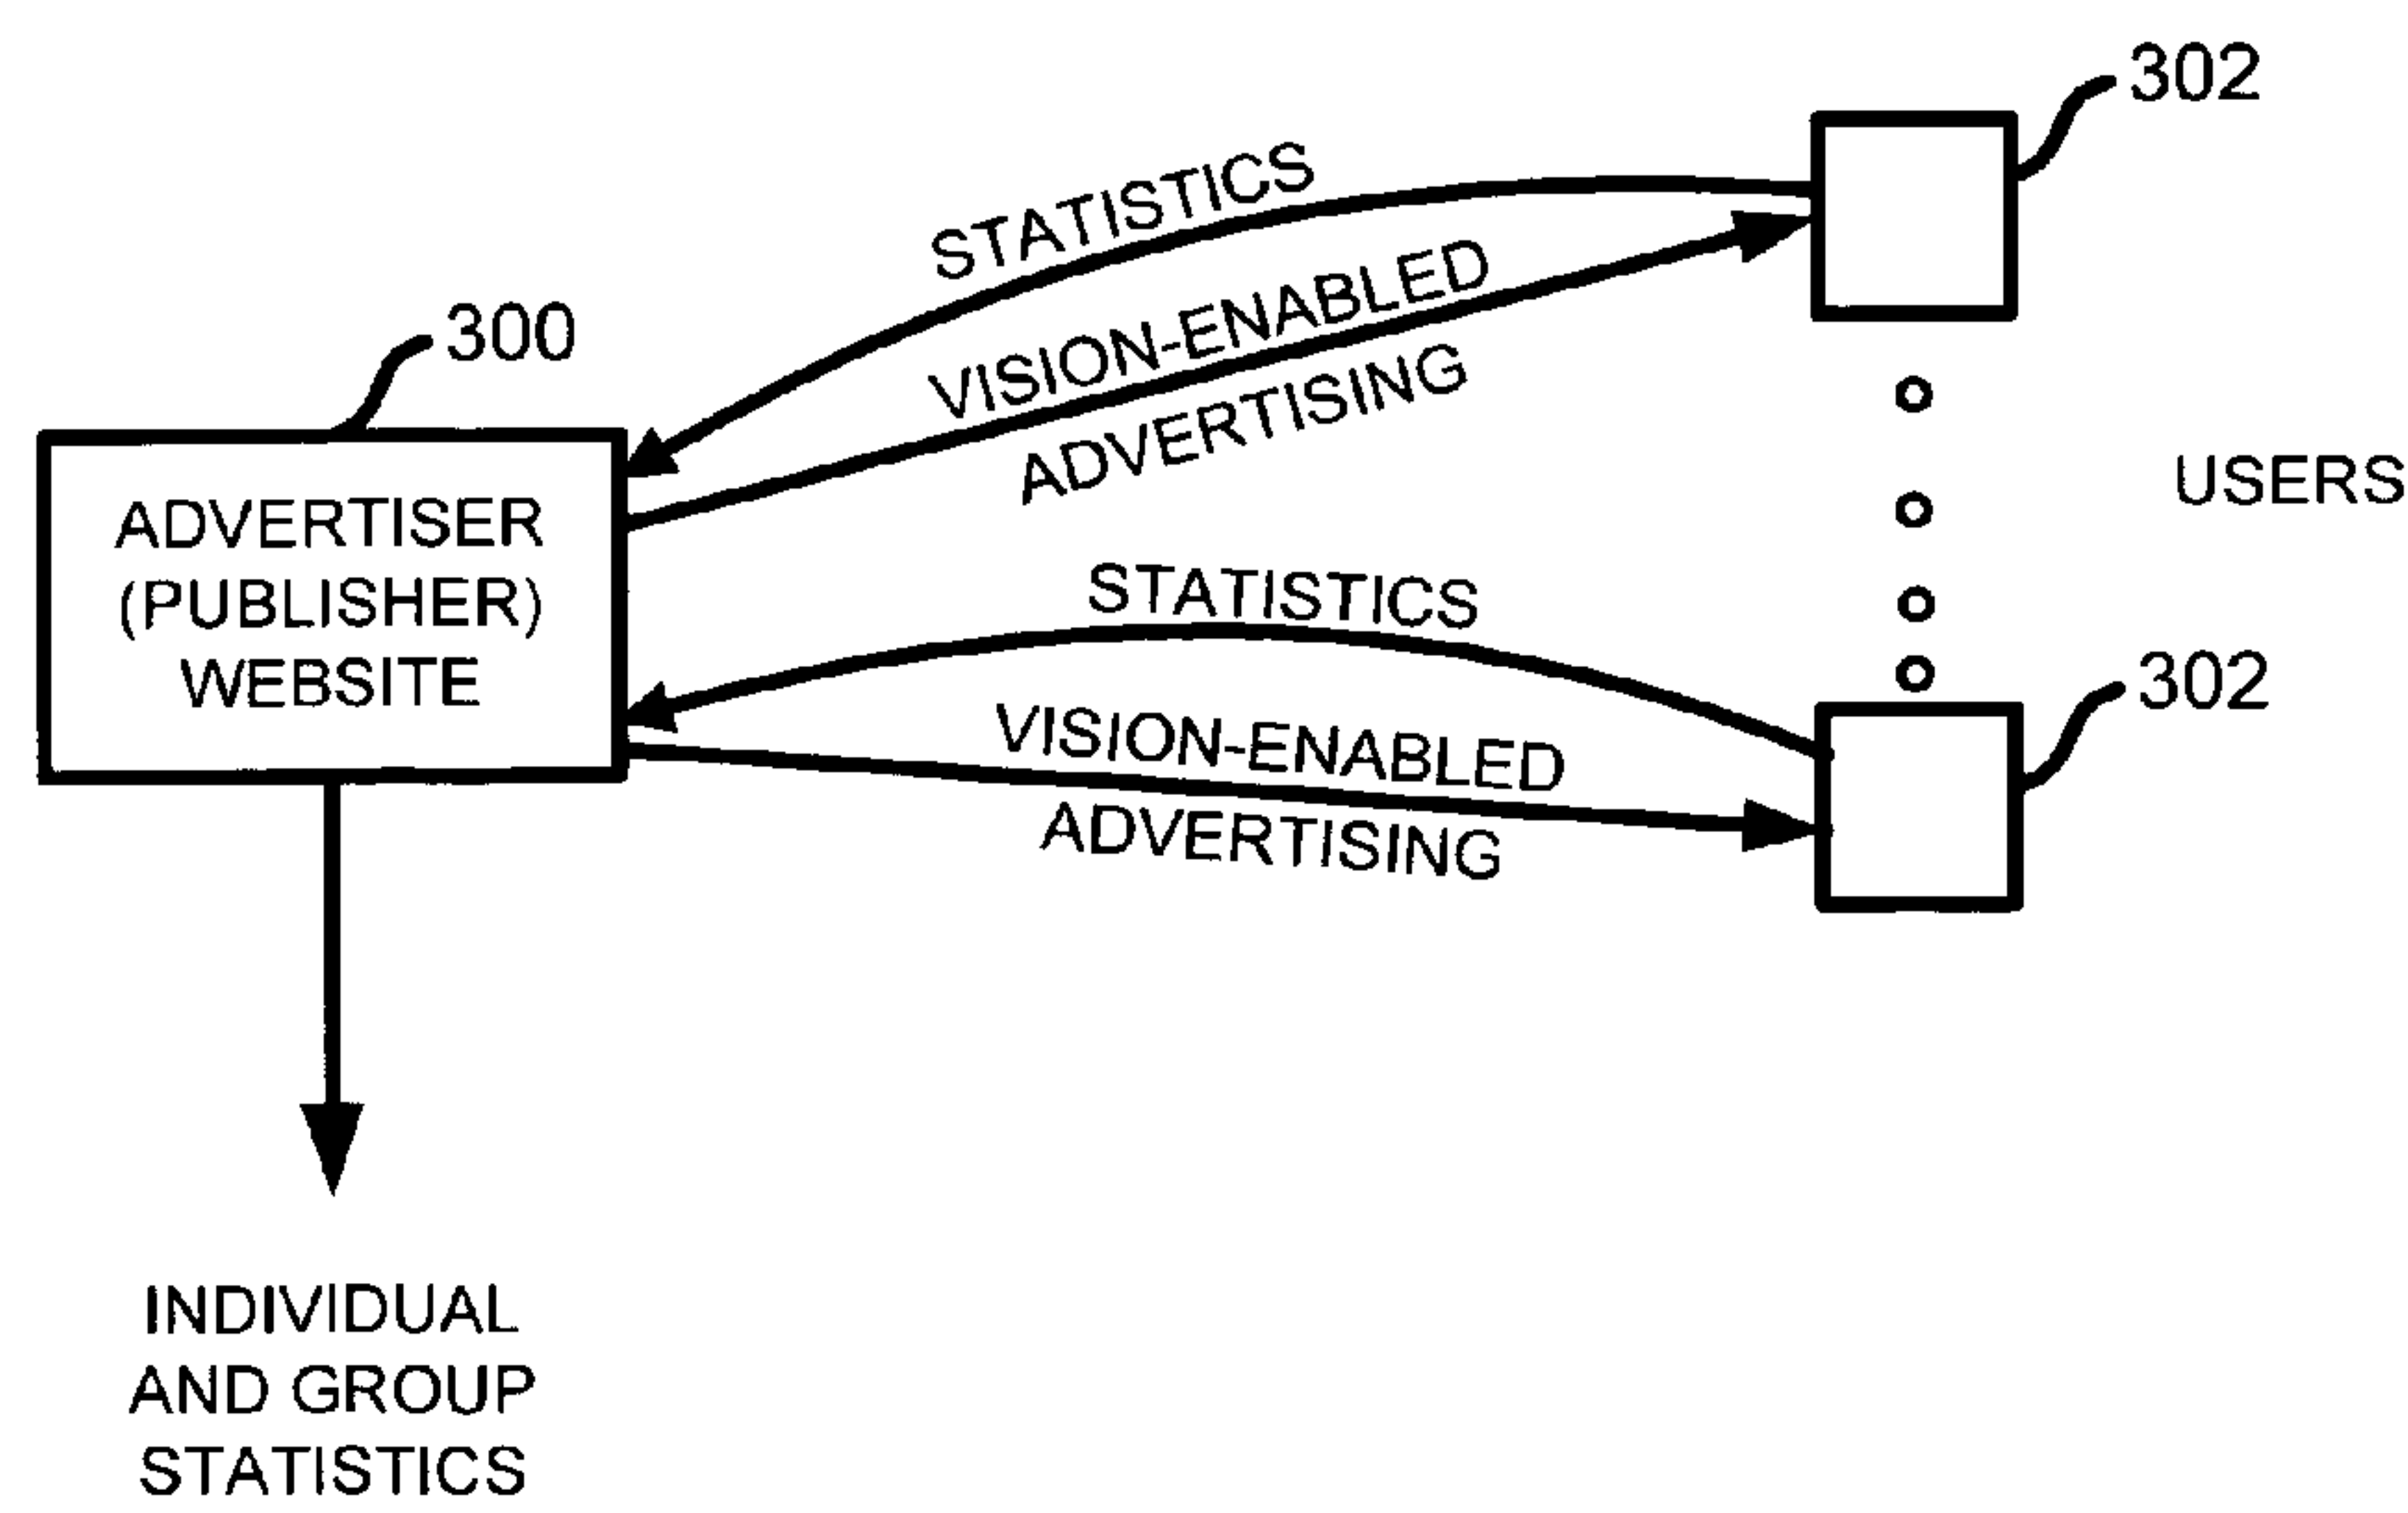 302
STATISTICS
VISION-ENABLED
ADVERTISING
300
USERS
ADVERTISER
(PUBLISHER)
WEBSITE
STATISTICS
302
VISION-ENABLED
ADVERTISING
INDIVIDUAL
AND GROUP
STATISTICS